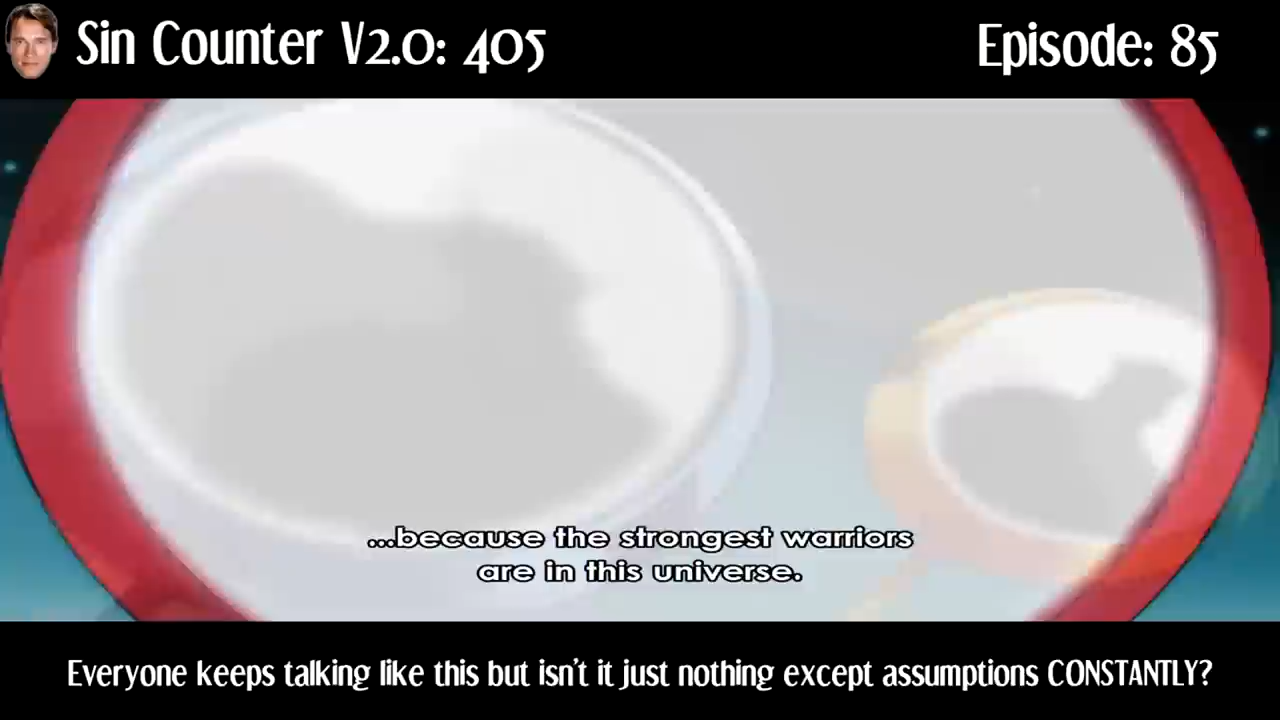 Sin Counter V2.0: 405
Episode: 85
...because the strongest warriors
are in this universe.
Everyone keeps talking like this but isn't it just nothing except assumptions CONSTANTLY?